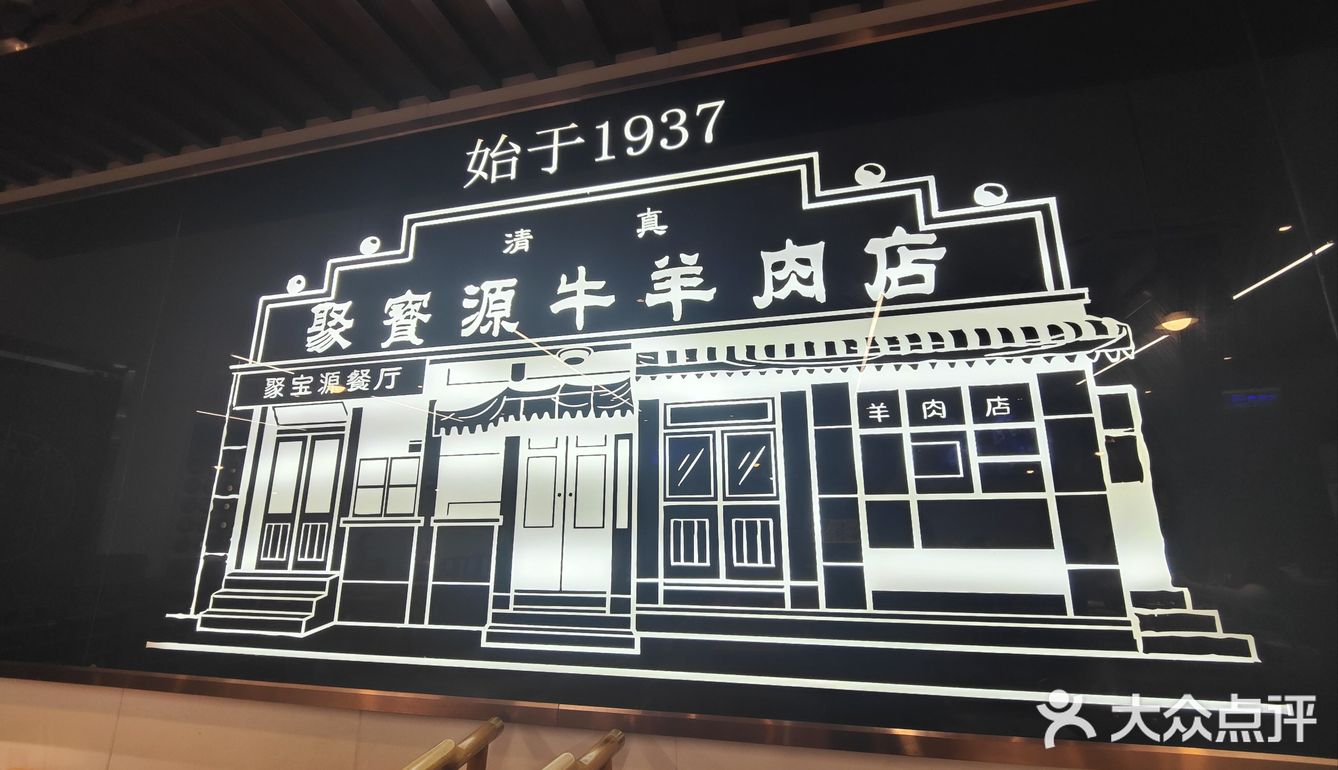 始于1937
清真
聚寳源牛羊肉店
聚宝源餐厅
羊肉店
大众点评